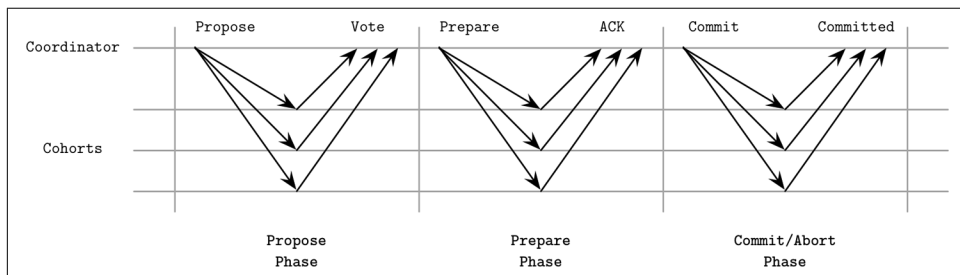 Propose Vote Prepare ACK Commit Committed
Coordinator
Cohorts
Propose Prepare Commit/Abort
Phase Phase Phase